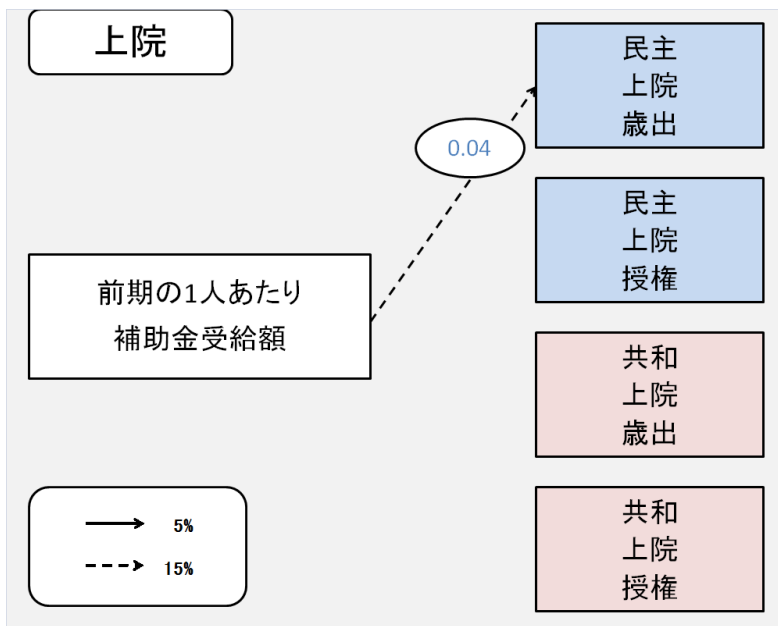 上院
民主
上院
歳出
0.04
民主
上院
授権
前期の1人あたり
補助金受給額
共和
上院
歳出
共和
上院
授権
5%
15%